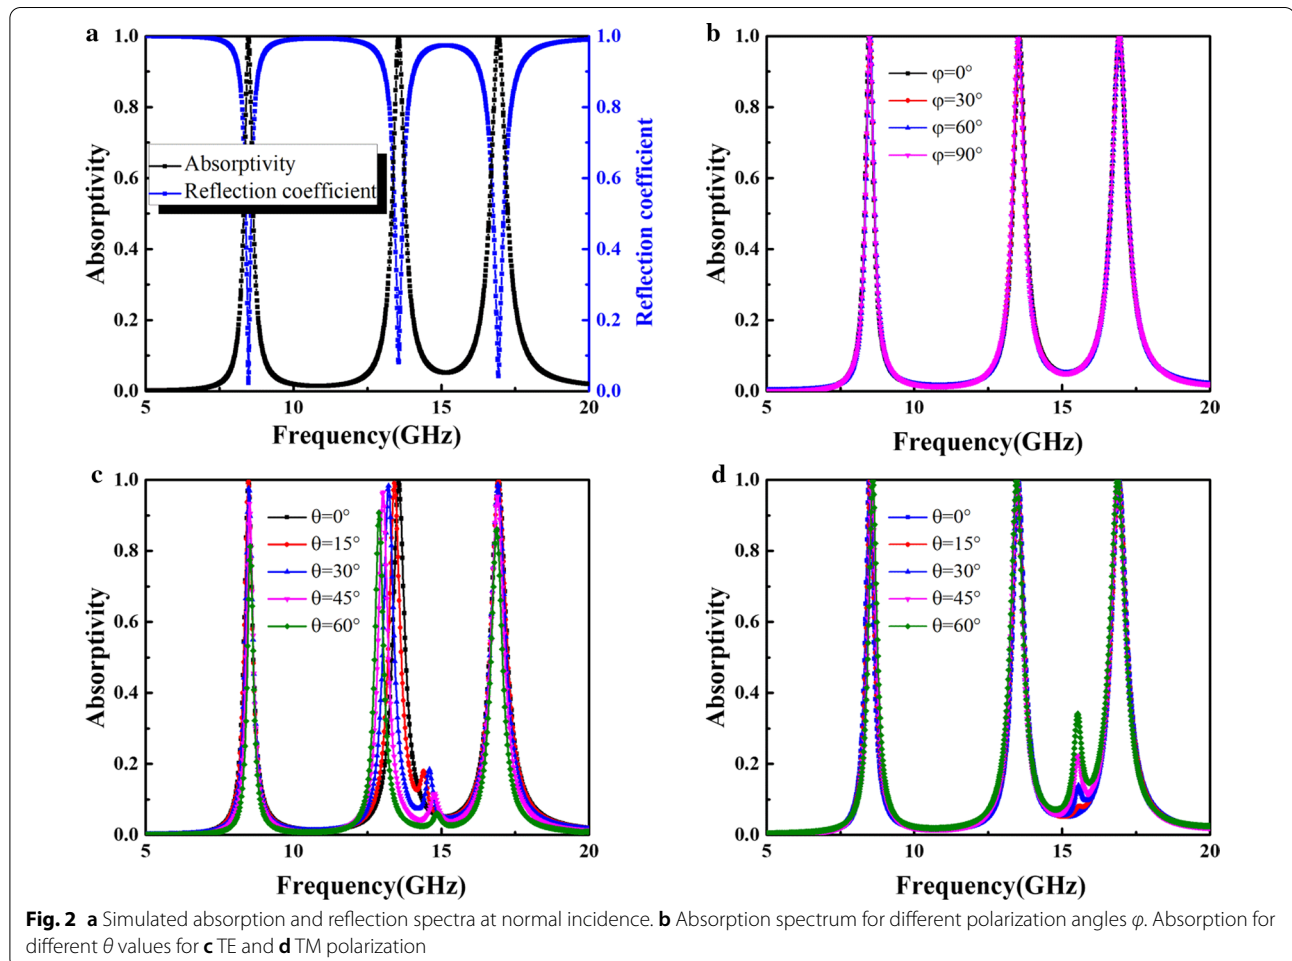 a
1.0
0.8
0.6
0.4
0.2
0.0
Absorptivity
Absorptivity
Reflection coefficient
1.0
0.8
0.6
0.4
0.2
0.0
Reflection coefficient
5 10 15 20
Frequency(GHz)
b
1.0
0.8
0.6
0.4
0.2
0.0
Absorptivity
φ=0°
φ=30°
φ=60°
φ=90°
5 10 15 20
Frequency(GHz)
c
1.0
0.8
0.6
0.4
0.2
0.0
Absorptivity
θ=0°
θ=15°
θ=30°
θ=45°
θ=60°
5 10 15 20
Frequency(GHz)
d
1.0
0.8
0.6
0.4
0.2
0.0
Absorptivity
θ=0°
θ=15°
θ=30°
θ=45°
θ=60°
5 10 15 20
Frequency(GHz)
Fig. 2 a Simulated absorption and reflection spectra at normal incidence. b Absorption spectrum for different polarization angles φ. Absorption for
different θ values for c TE and d TM polarization